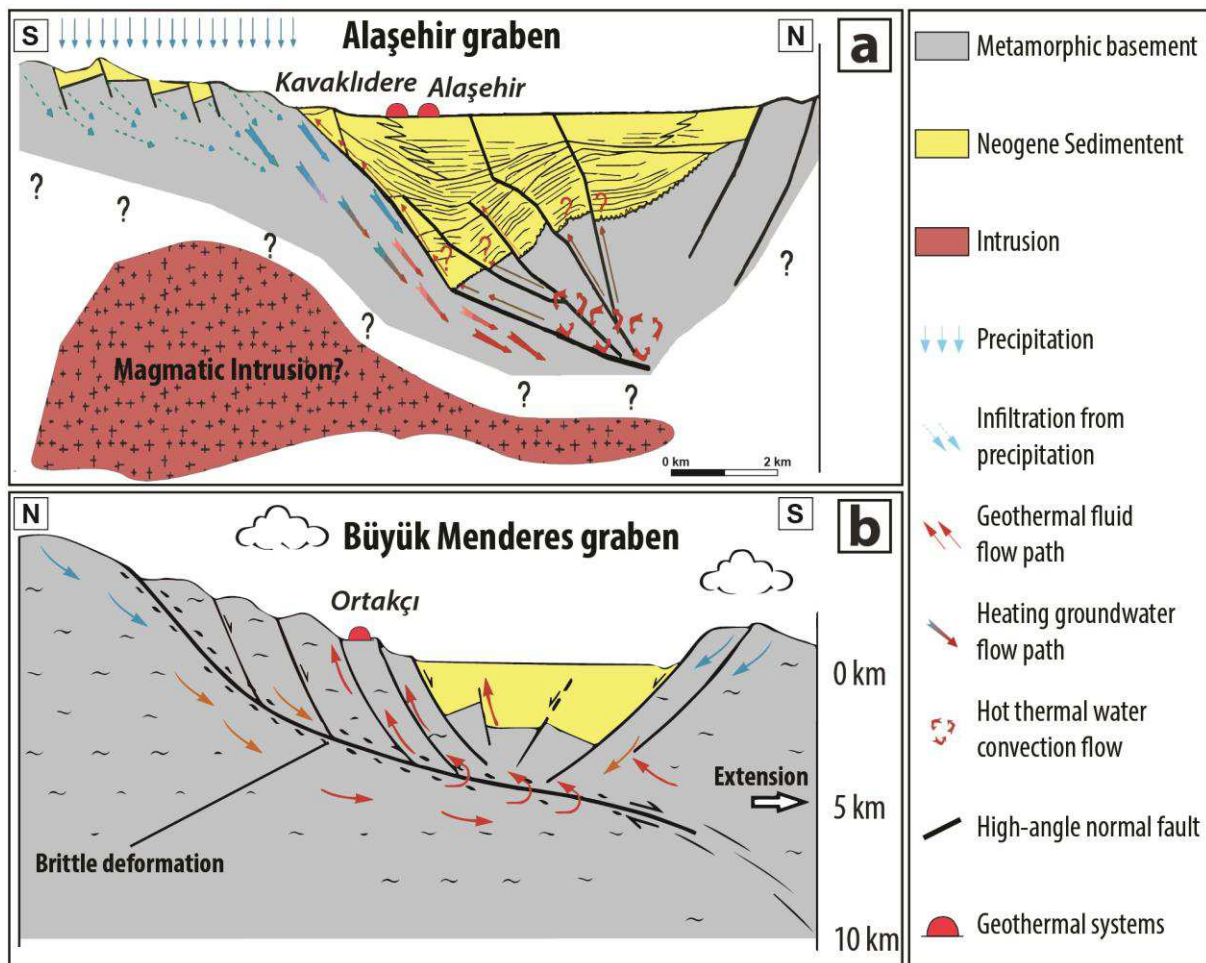 S
Alaşehir graben
N
a
Kavaklıdere
Alaşehir
?
?
?
?
?
?
?
?
?
?
?
?
?
Magmatic Intrusion?
0 km
2 km
N
S
b
Büyük Menderes graben
Ortakçı
0 km
Extension
5 km
Brittle deformation
10 km
Metamorphic basement
Neogene Sedimentent
Intrusion
Precipitation
Infiltration from
precipitation
Geothermal fluid
flow path
Heating groundwater
flow path
Hot thermal water
convection flow
High-angle normal fault
Geothermal systems